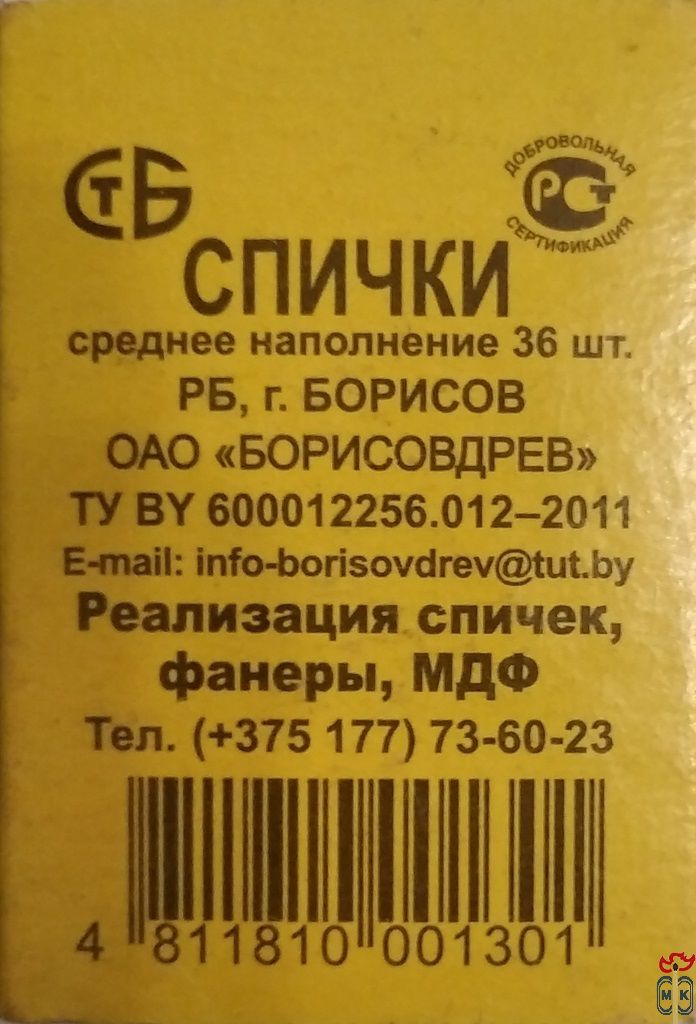 СТБ
ДОБРОВОЛЬНАЯ
РСТ
СЕРТИФИКАЦИЯ
СПИЧКИ
среднее наполнение 36 шт.
РБ, г. БОРИСОВ
ОАО «БОРИСОВДРЕВ»
ТУ BY 600012256.012–2011
E-mail: info-borisovdrev@tut.by
Реализация спичек,
фанеры, МДФ
Тел. (+375 177) 73-60-23
4 811810 001301
МК